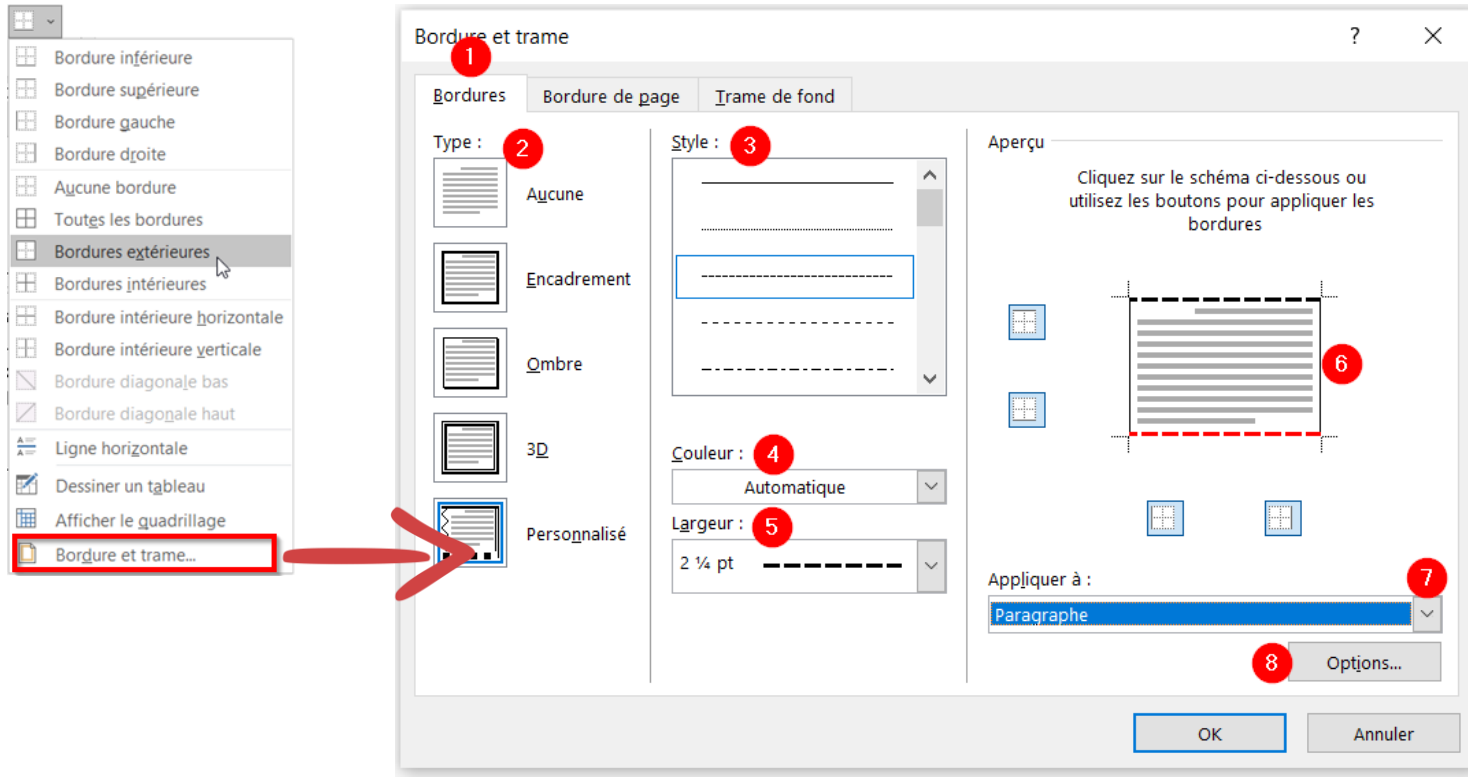 Bordure inférieure
Bordure supérieure
Bordure gauche
Bordure droite
Aucune bordure
Toutes les bordures
Bordures extérieures
Bordures intérieures
Bordure intérieure horizontale
Bordure intérieure verticale
Bordure diagonale bas
Bordure diagonale haut
Ligne horizontale
Dessiner un tableau
Afficher le quadrillage
Bordure et trame...
Bordure et trame
?
1
Bordures
Bordure de page
Trame de fond
Type :
2
Aucune
Encadrement
Ombre
3D
Personnalisé
Style :
3
Couleur :
4
Automatique
Largeur :
5
2 ¼ pt
Aperçu
Cliquez sur le schéma ci-dessous ou
utilisez les boutons pour appliquer les
bordures
6
Appliquer à :
7
Paragraphe
8
Options...
OK
Annuler